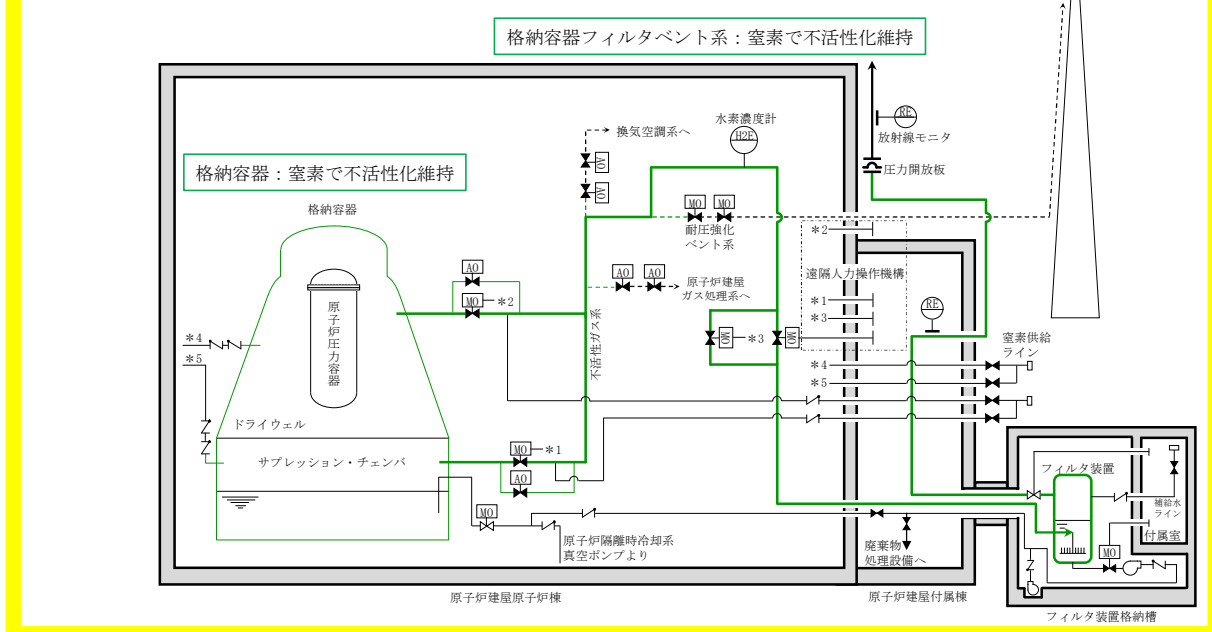 格納容器フィルタベント系：窒素で不活性化維持
RE
放射線モニタ
水素濃度計
H2E
換気空調系へ
AO
AO
圧力開放板
格納容器：窒素で不活性化維持
格納容器
MO
MO
耐圧強化
ベント系
＊2
遠隔人力操作機構
AO
MO
＊2
AO
AO
原子炉建屋
ガス処理系へ
原子炉圧力容器
不活性ガス系
＊1
＊3
RE
＊4
＊5
MO
＊3
MO
窒素供給
ライン
＊4
＊5
ドライウェル
サプレッション・チェンバ
MO
＊1
AO
フィルタ装置
補給水
ライン
付属室
MO
MO
原子炉隔離時冷却系
真空ポンプより
廃棄物
処理設備へ
原子炉建屋原子炉棟
原子炉建屋付属棟
フィルタ装置格納槽